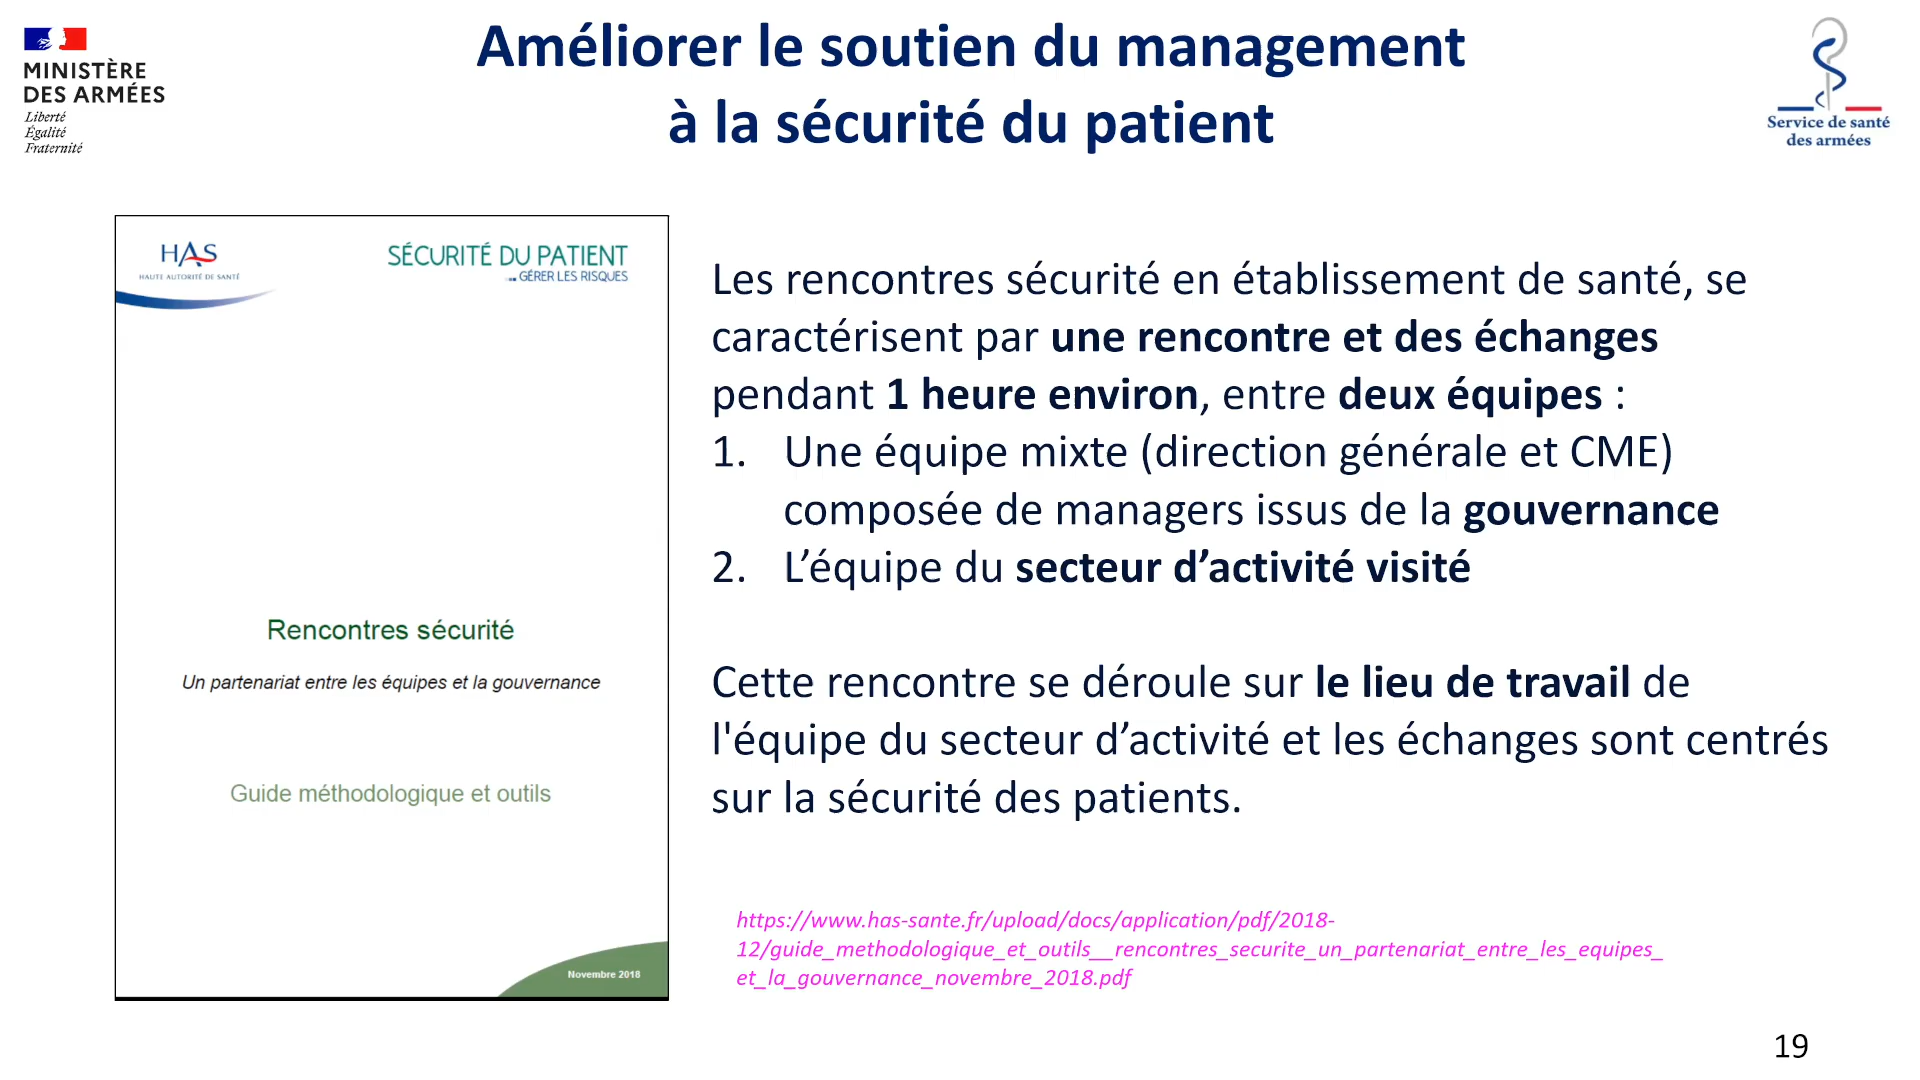 MINISTÈRE
DES ARMÉES
Liberté
Égalité
Fraternité
Améliorer le soutien du management
à la sécurité du patient
Service de santé
des armées
HAS
HAUTE AUTORITÉ DE SANTÉ
SÉCURITÉ DU PATIENT
... GÉRER LES RISQUES
Rencontres sécurité
Un partenariat entre les équipes et la gouvernance
Guide méthodologique et outils
Novembre 2018
Les rencontres sécurité en établissement de santé, se
caractérisent par une rencontre et des échanges
pendant 1 heure environ, entre deux équipes :
1. Une équipe mixte (direction générale et CME)
composée de managers issus de la gouvernance
2. L’équipe du secteur d’activité visité
Cette rencontre se déroule sur le lieu de travail de
l'équipe du secteur d’activité et les échanges sont centrés
sur la sécurité des patients.
https://www.has-sante.fr/upload/docs/application/pdf/2018-
12/guide_methodologique_et_outils__rencontres_securite_un_partenariat_entre_les_equipes_
et_la_gouvernance_novembre_2018.pdf
19